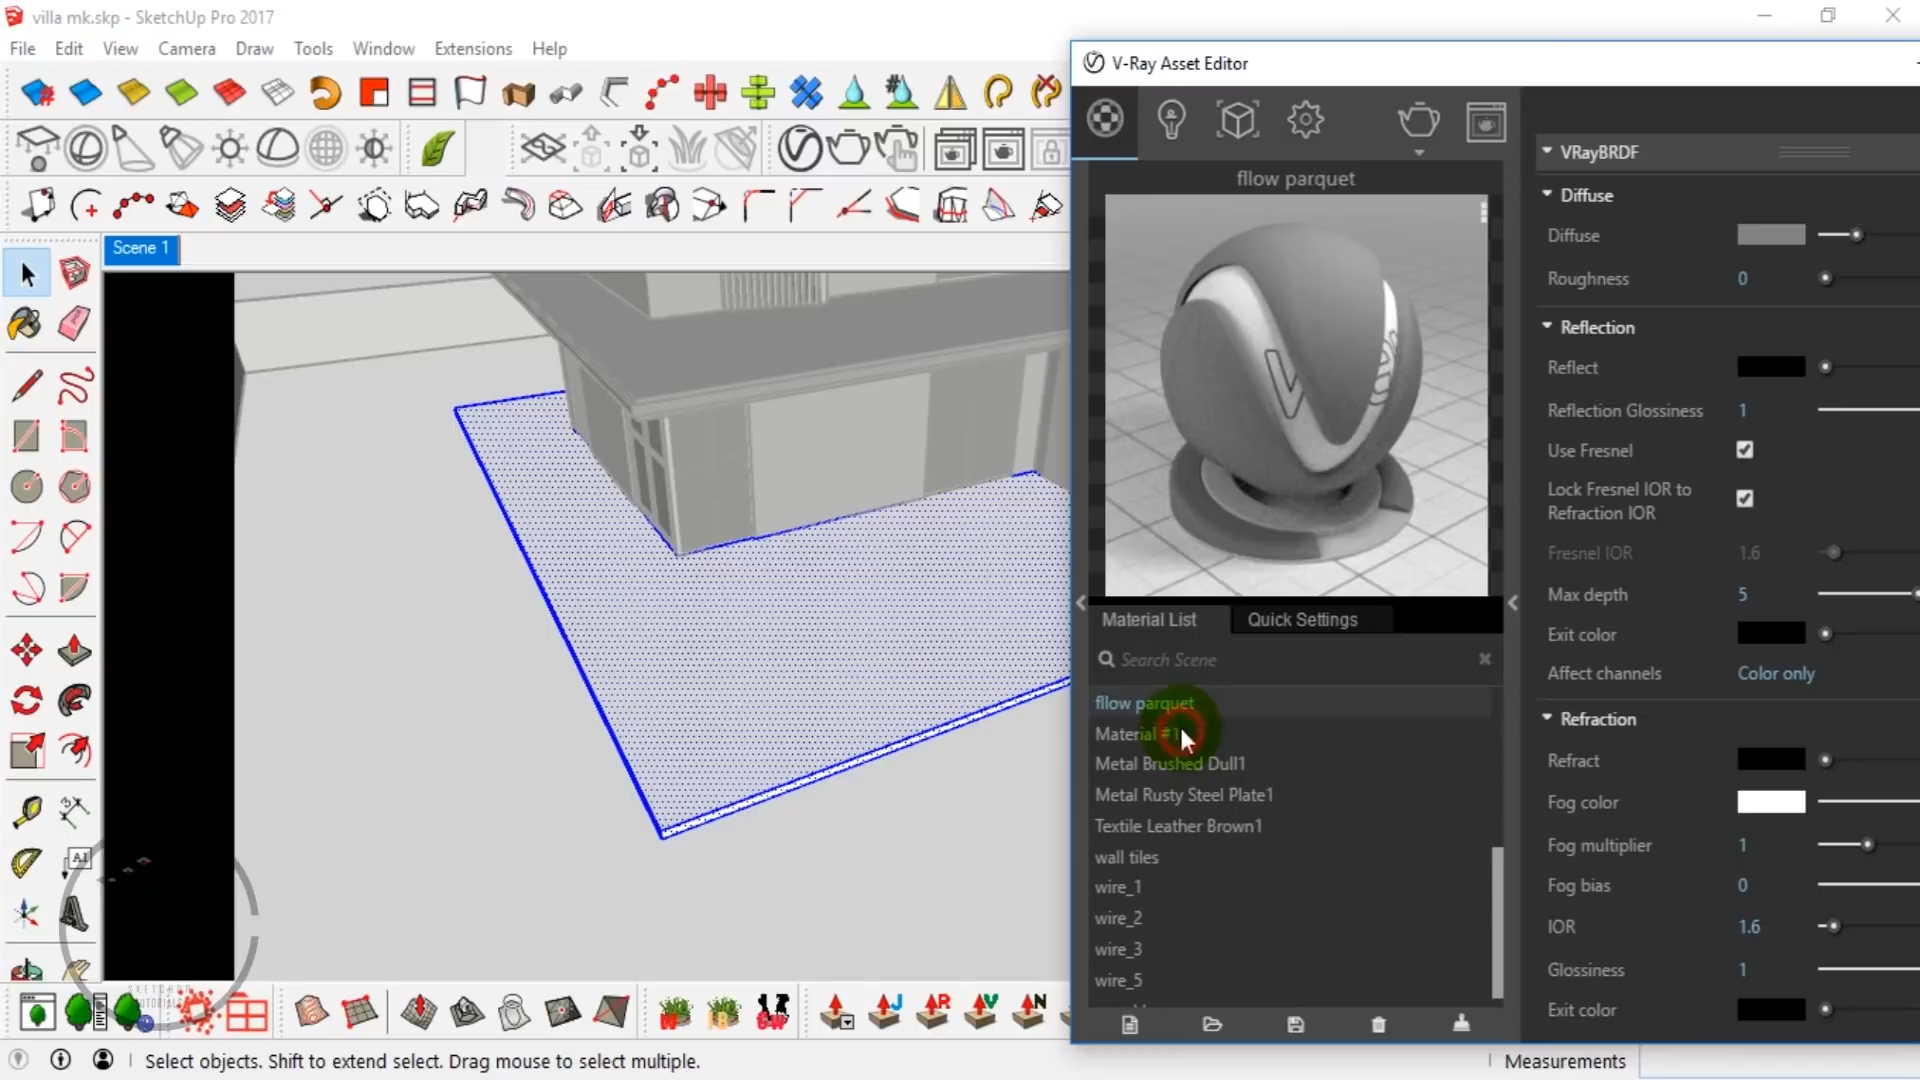 villa mk.skp - SketchUp Pro 2017
File Edit View Camera Draw Tools Window Extensions Help
V-Ray Asset Editor
Scene 1
fllow parquet
Material List
Quick Settings
Search Scene
fllow parquet
Material #1
Metal Brushed Dull1
Metal Rusty Steel Plate1
Textile Leather Brown1
wall tiles
wire_1
wire_2
wire_3
wire_5
VRayBRDF
Diffuse
Diffuse
Roughness 0
Reflection
Reflect
Reflection Glossiness 1
Use Fresnel
Lock Fresnel IOR to
Refraction IOR
Fresnel IOR 1.6
Max depth 5
Exit color
Affect channels Color only
Refraction
Refract
Fog color
Fog multiplier 1
Fog bias 0
IOR 1.6
Glossiness 1
Exit color
Select objects. Shift to extend select. Drag mouse to select multiple.
Measurements